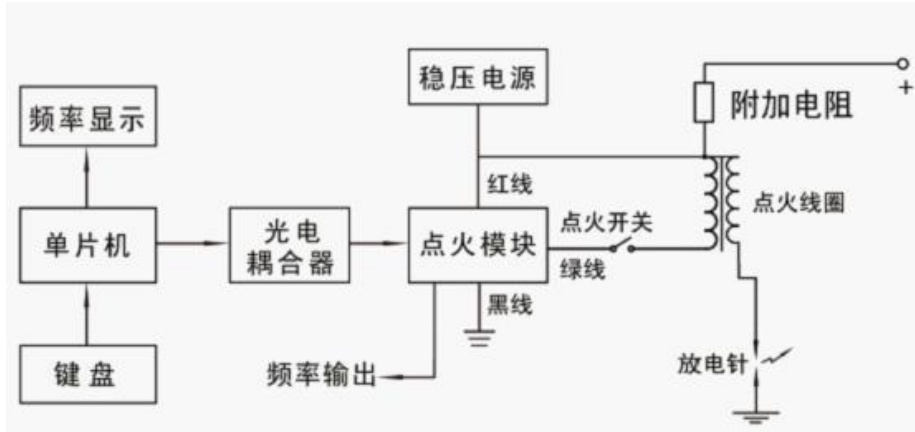 稳压电源
+
频率显示
附加电阻
红线
点火线圈
单片机
光电
耦合器
点火模块
点火开关
绿线
黑线
键盘
频率输出
放电针